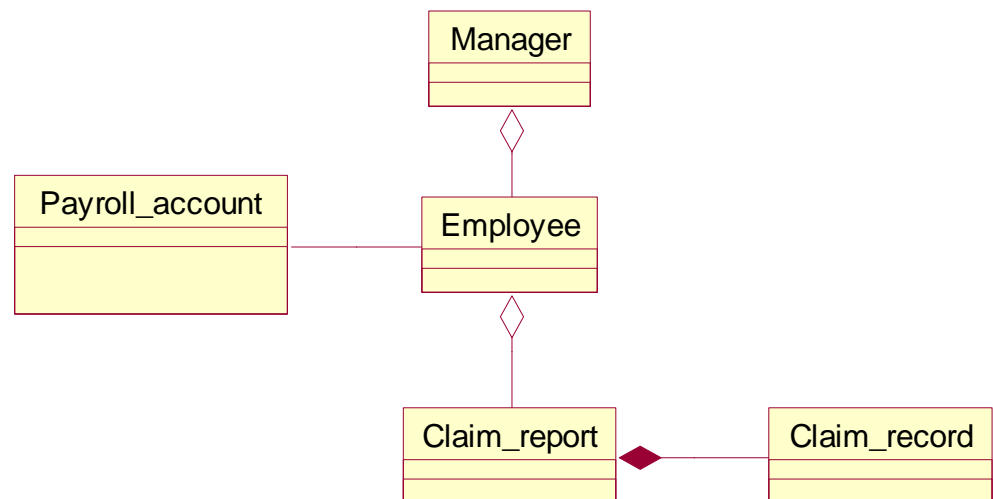 Manager
Payroll_account
Employee
Claim_report
Claim_record